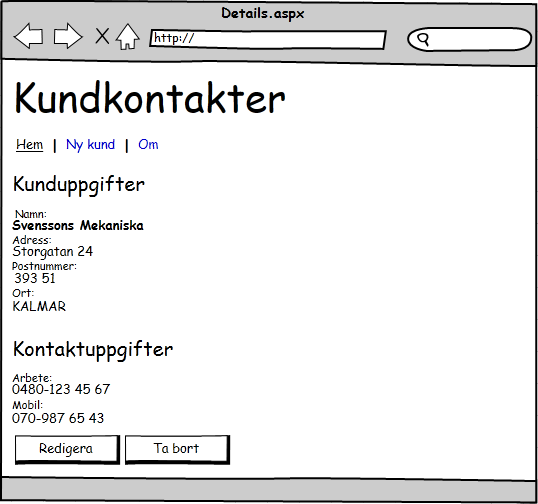 Details.aspx
http://
Kundkontakter
Hem | Ny kund | Om
Kunduppgifter
Namn:
Svenssons Mekaniska
Adress:
Storgatan 24
Postnummer:
393 51
Ort:
KALMAR
Kontaktuppgifter
Arbete:
0480-123 45 67
Mobil:
070-987 65 43
Redigera Ta bort